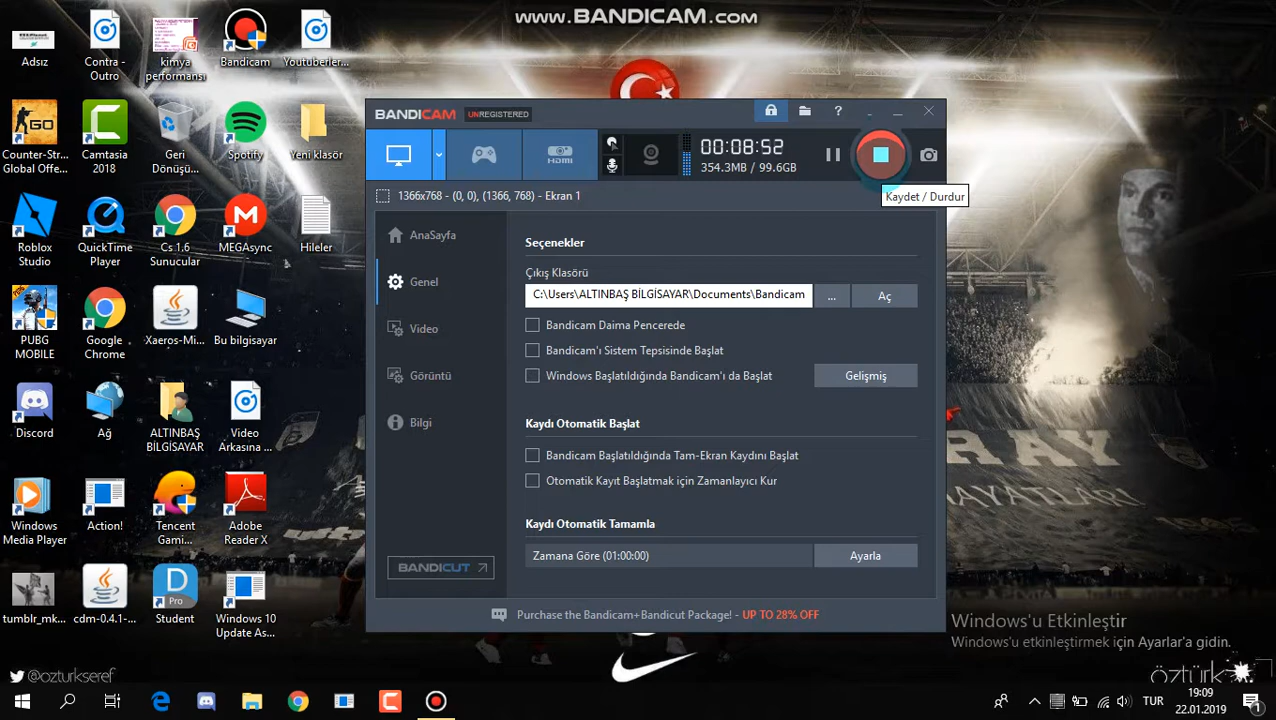 www.BANDICAM.com
Adsız
Contra -
Outro
kimya
performansı
Bandicam
Youtuberler...
Counter-Str...
Global Offe...
Camtasia
2018
Geri
Dönüşü...
Spotify
Yeni klasör
Roblox
Studio
QuickTime
Player
Cs 1.6
Sunucular
MEGAsync
Hileler
PUBG
MOBILE
Google
Chrome
Xaeros-Mi...
Bu bilgisayar
Discord
Ağ
ALTINBAŞ
BİLGİSAYAR
Video
Arkasına ...
Windows
Media Player
Action!
Tencent
Gami...
Adobe
Reader X
tumblr_mk...
cdm-0.4.1-...
Student
Windows 10
Update As...
BANDICAM UNREGISTERED
HDMI
00:08:52
354.3MB / 99.6GB
Kaydet / Durdur
1366x768 - (0, 0), (1366, 768) - Ekran 1
AnaSayfa
Genel
Video
Görüntü
Bilgi
BANDICUT
Seçenekler
Çıkış Klasörü
C:\Users\ALTINBAŞ BİLGİSAYAR\Documents\Bandicam
...
Aç
Bandicam Daima Pencerede
Bandicam'ı Sistem Tepsisinde Başlat
Windows Başlatıldığında Bandicam'ı da Başlat
Gelişmiş
Kaydı Otomatik Başlat
Bandicam Başlatıldığında Tam-Ekran Kaydını Başlat
Otomatik Kayıt Başlatmak için Zamanlayıcı Kur
Kaydı Otomatik Tamamla
Zamana Göre (01:00:00)
Ayarla
Purchase the Bandicam+Bandicut Package! - UP TO 28% OFF
Windows'u Etkinleştir
Windows'u etkinleştirmek için Ayarlar'a gidin.
@ozturkseref
öztürk
TUR
19:09
22.01.2019